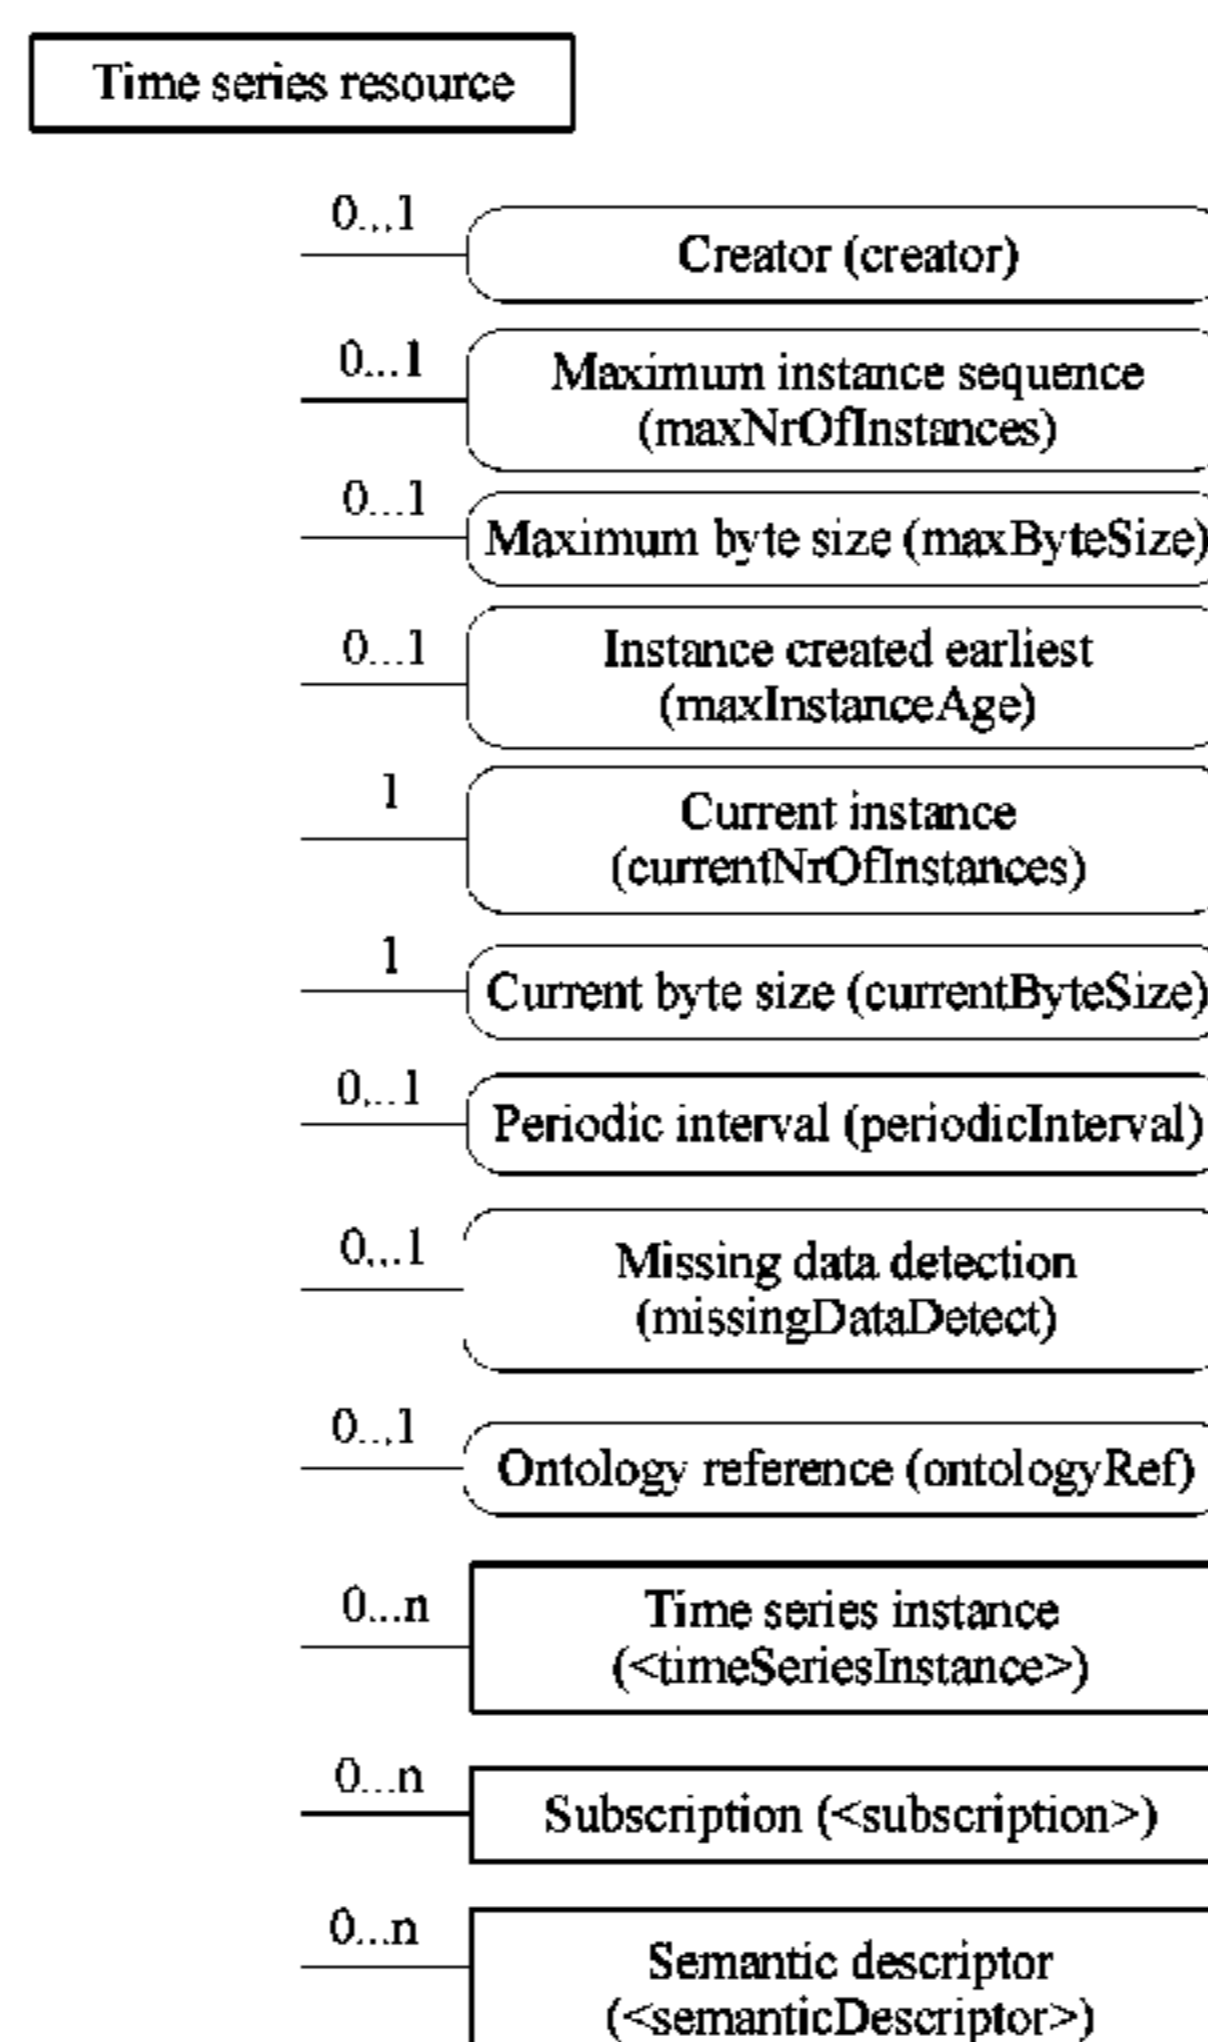 Time series resource
0...1
Creator (creator)
0...1
Maximum instance sequence
(maxNrOfInstances)
0...1
Maximum byte size (maxByteSize)
0...1
Instance created earliest
(maxInstanceAge)
1
Current instance
(currentNrOfInstances)
1
Current byte size (currentByteSize)
0...1
Periodic interval (periodicInterval)
0...1
Missing data detection
(missingDataDetect)
0...1
Ontology reference (ontologyRef)
0...n
Time series instance
(<timeSeriesInstance>)
0...n
Subscription (<subscription>)
0...n
Semantic descriptor
(<semanticDescriptor>)